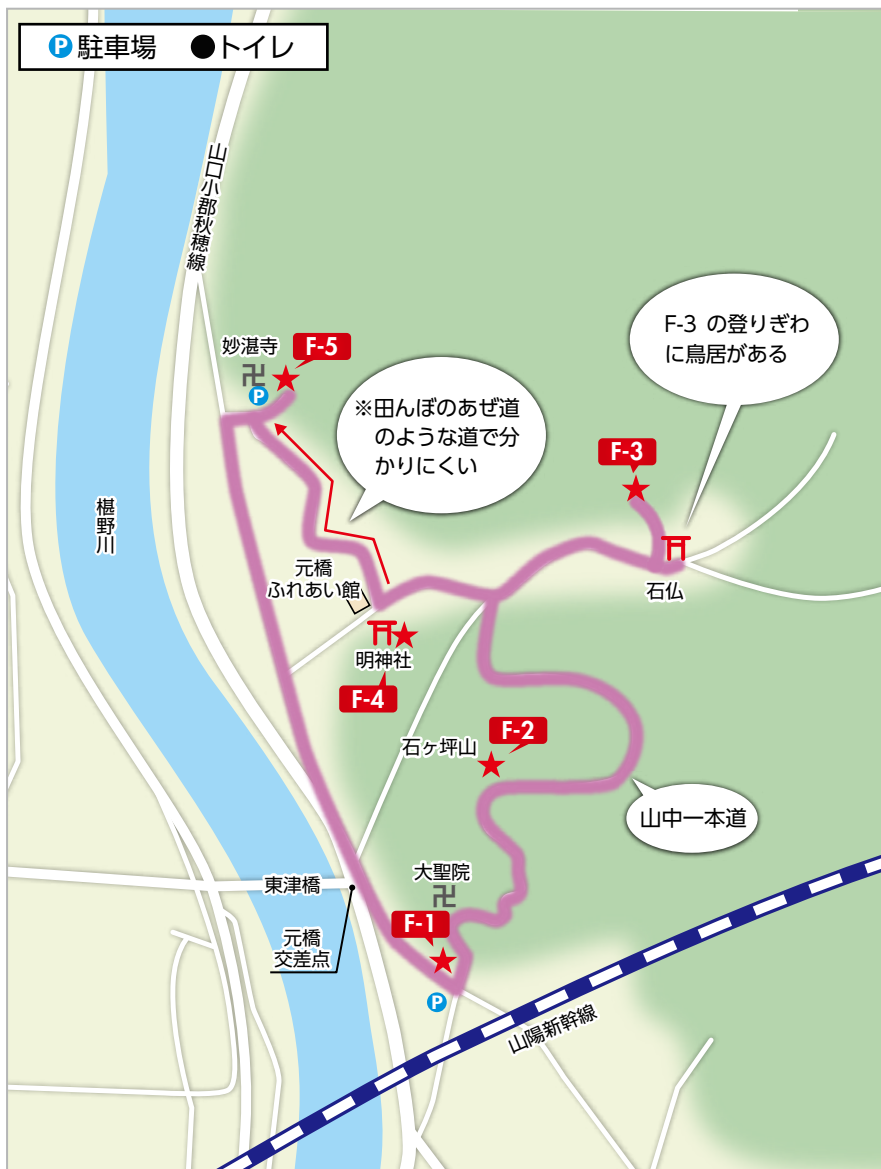 P 駐車場 ●トイレ
山口小郡秋穂線
妙湛寺
F-5
P
F-3 の登りぎわ
に鳥居がある
※田んぼのあぜ道
のような道で分
かりにくい
F-3
椹野川
元橋
ふれあい館
石仏
明神社
F-4
F-2
石ヶ坪山
山中一本道
大聖院
東津橋
F-1
元橋
交差点
P
山陽新幹線